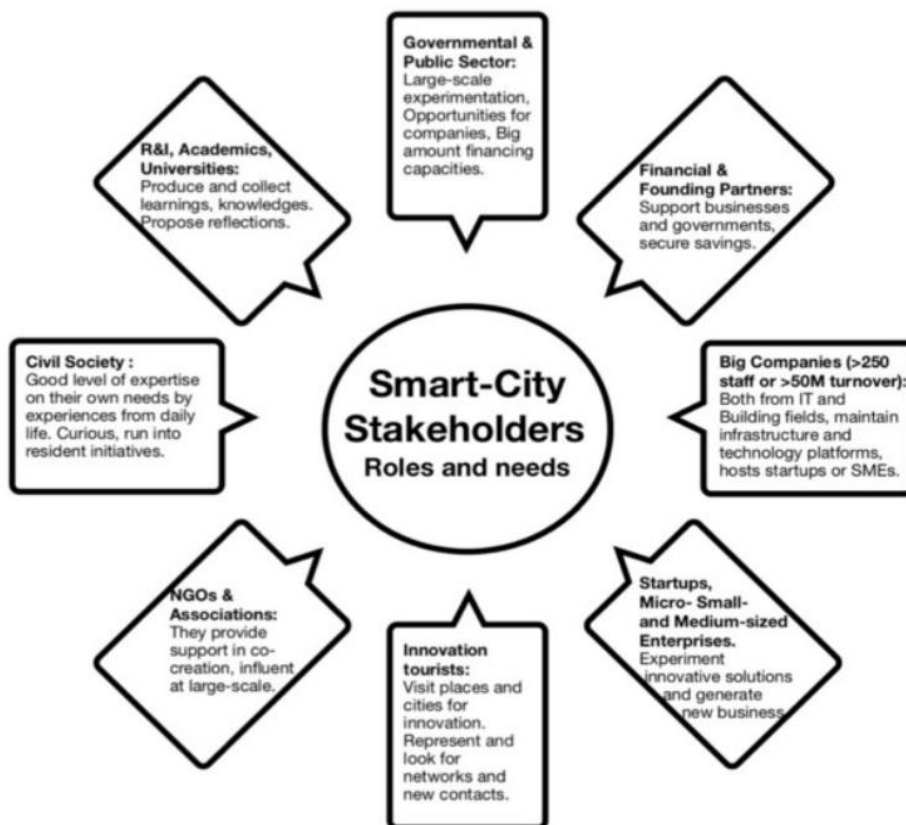 Governmental &
Public Sector:
Large-scale
experimentation,
Opportunities for
companies, Big
amount financing
capacities.
R&I, Academics,
Universities:
Produce and collect
learnings, knowledges.
Propose reflections.
Financial &
Founding Partners:
Support businesses
and governments,
secure savings.
Civil Society :
Good level of expertise
on their own needs by
experiences from daily
life. Curious, run into
resident initiatives.
Smart-City
Stakeholders
Roles and needs
Big Companies (>250
staff or >50M turnover):
Both from IT and
Building fields, maintain
infrastructure and
technology platforms,
hosts startups or SMEs.
NGOs &
Associations:
They provide
support in co-
creation, influent
at large-scale.
Innovation
tourists:
Visit places and
cities for
innovation.
Represent and
look for
networks and
new contacts.
Startups,
Micro- Small-
and Medium-sized
Enterprises.
Experiment
innovative solutions
and generate
new business